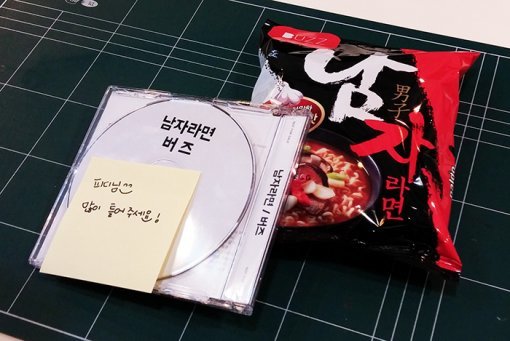 남자라면
버즈
남자라면 / 버즈
피디님~
많이 틀어주세요!
남
男子
자
라면